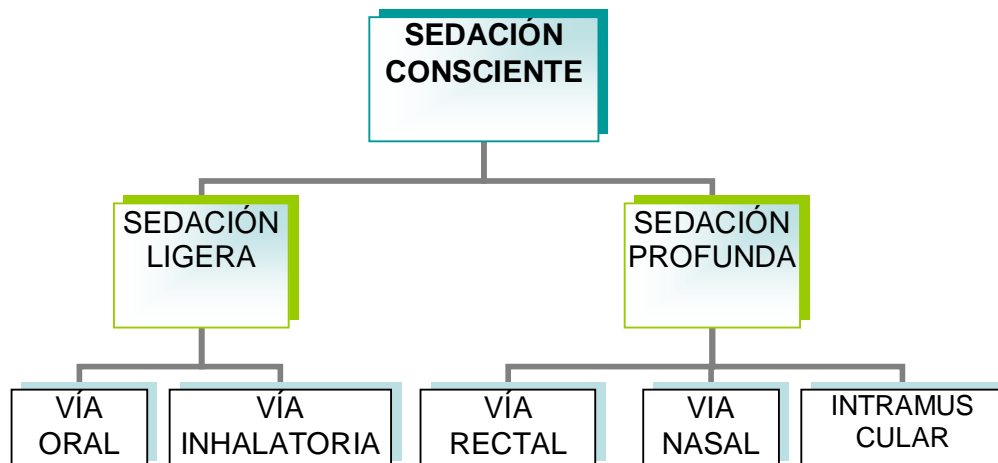 SEDACIÓN
CONSCIENTE
SEDACIÓN
LIGERA
SEDACIÓN
PROFUNDA
VÍA
ORAL
VÍA
INHALATORIA
VÍA
RECTAL
VIA
NASAL
INTRAMUS
CULAR